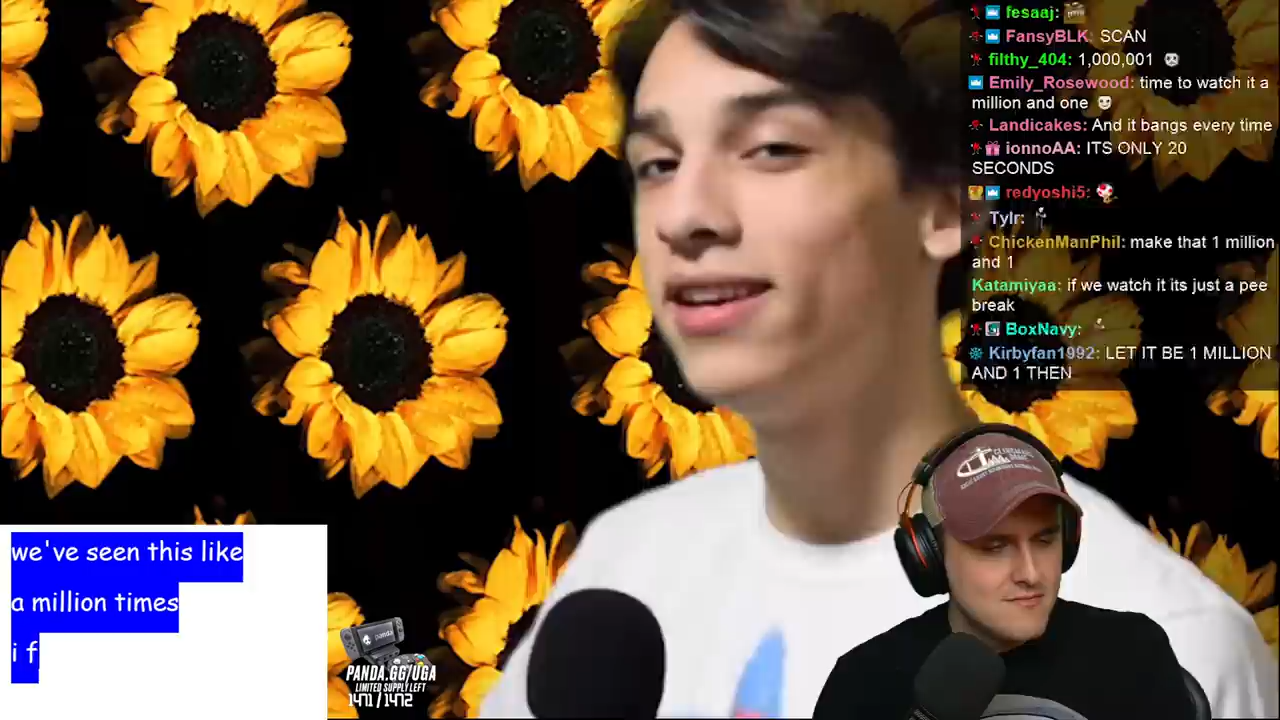 fesaaj:
FansyBLK: SCAN
filthy_404: 1,000,001
Emily_Rosewood: time to watch it a
million and one
Landicakes: And it bangs every time
ionnoAA: ITS ONLY 20
SECONDS
redyoshi5:
Tylr:
ChickenManPhil: make that 1 million
and 1
Katamiyaa: if we watch it its just a pee
break
BoxNavy:
Kirbyfan1992: LET IT BE 1 MILLION
AND 1 THEN
we've seen this like
a million times
i f
panda
PANDA.GG/UGA
LIMITED SUPPLY LEFT
1471 / 1472